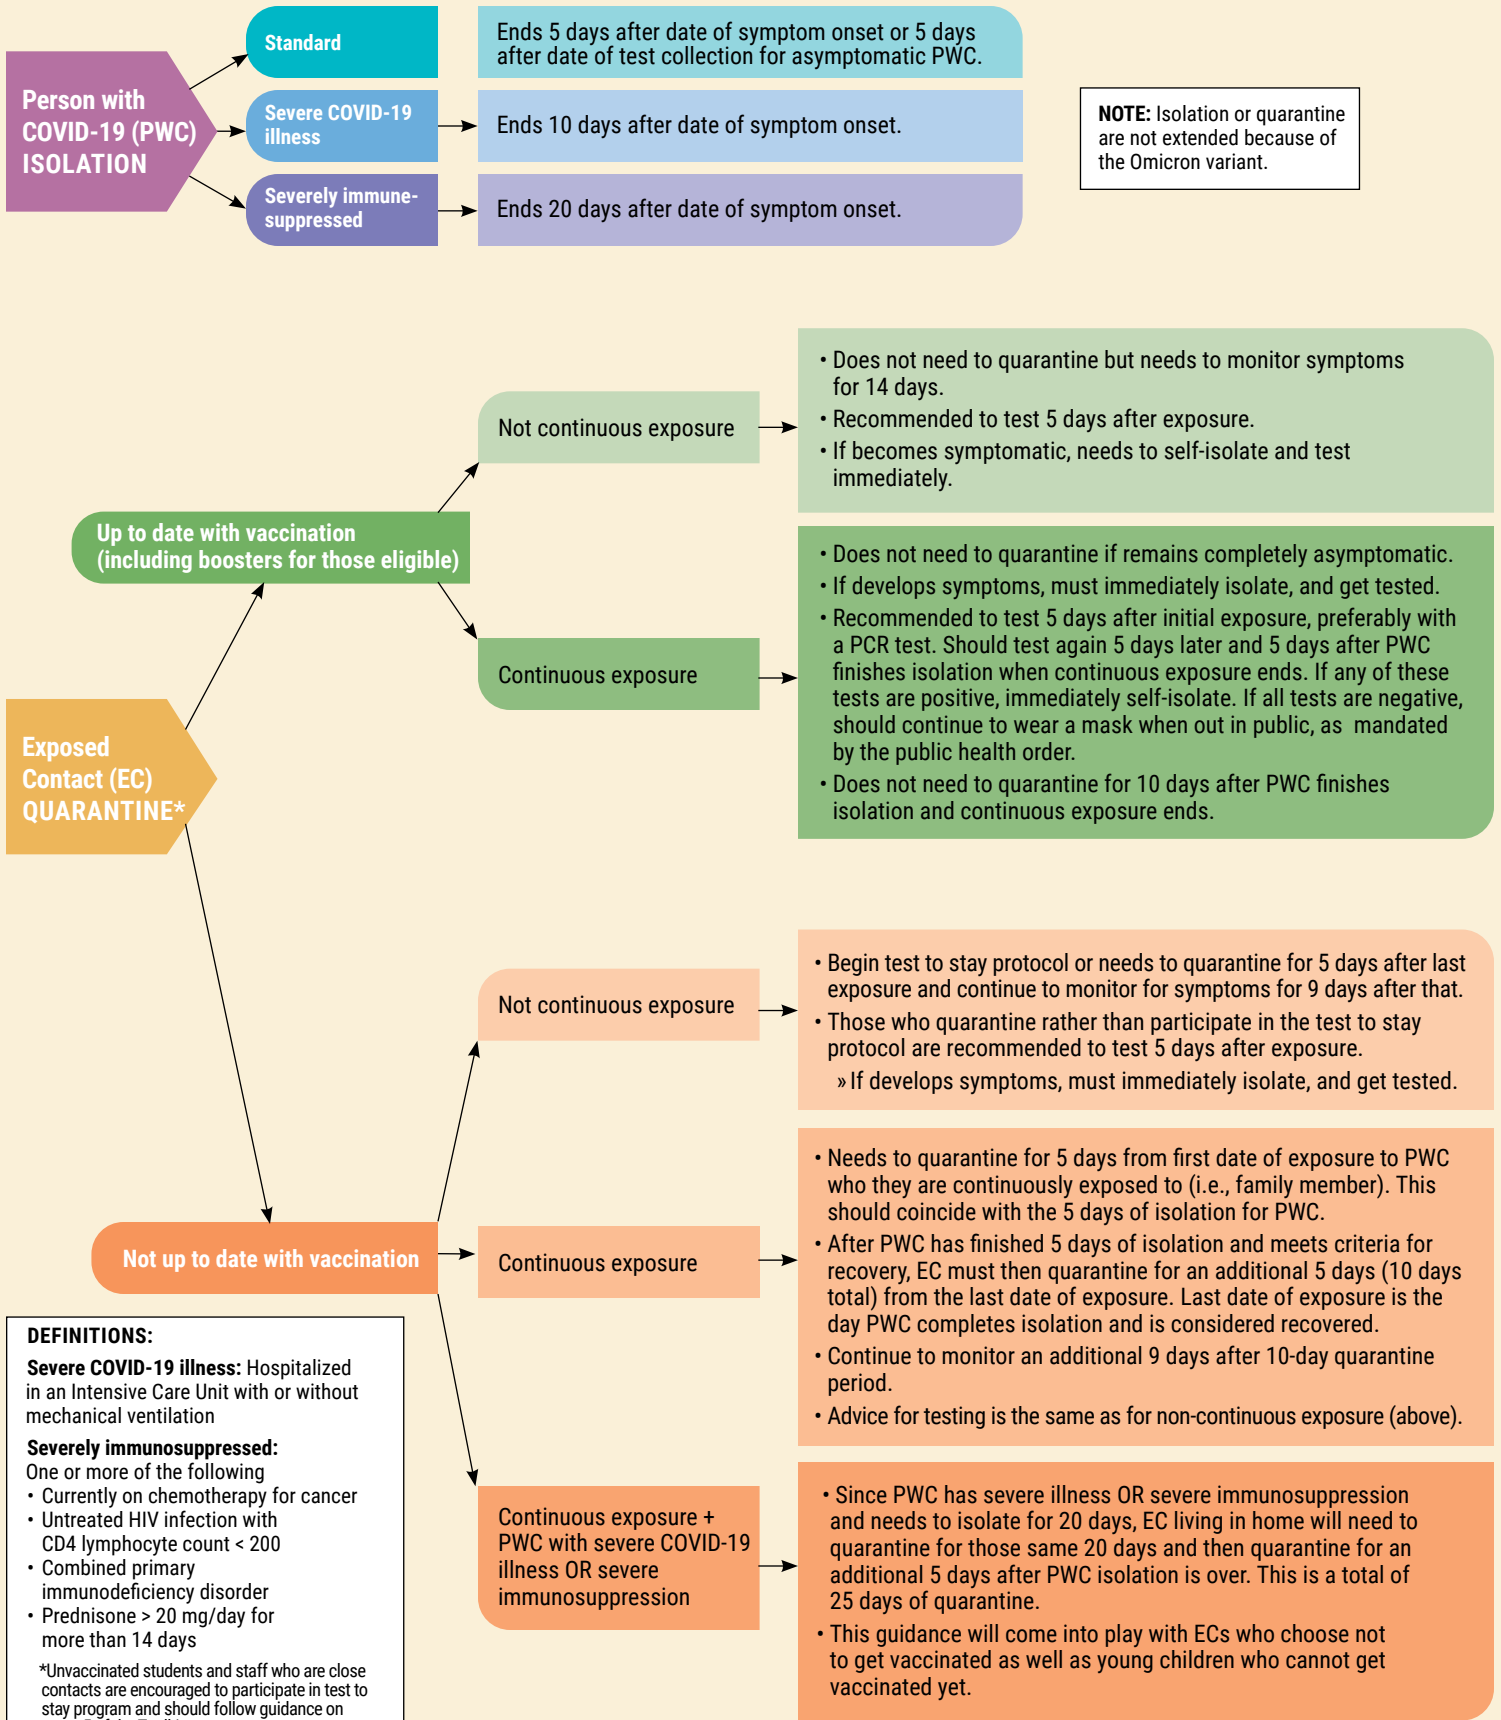 Person with
COVID-19 (PWC)
ISOLATION
Standard
Ends 5 days after date of symptom onset or 5 days
after date of test collection for asymptomatic PWC.
Severe COVID-19
illness
Ends 10 days after date of symptom onset.
Severely immune-
suppressed
Ends 20 days after date of symptom onset.
NOTE: Isolation or quarantine
are not extended because of
the Omicron variant.
Exposed
Contact (EC)
QUARANTINE*
Up to date with vaccination
(including boosters for those eligible)
Not continuous exposure
• Does not need to quarantine but needs to monitor symptoms
for 14 days.
• Recommended to test 5 days after exposure.
• If becomes symptomatic, needs to self-isolate and test
immediately.
Continuous exposure
• Does not need to quarantine if remains completely asymptomatic.
• If develops symptoms, must immediately isolate, and get tested.
• Recommended to test 5 days after initial exposure, preferably with
a PCR test. Should test again 5 days later and 5 days after PWC
finishes isolation when continuous exposure ends. If any of these
tests are positive, immediately self-isolate. If all tests are negative,
should continue to wear a mask when out in public, as mandated
by the public health order.
• Does not need to quarantine for 10 days after PWC finishes
isolation and continuous exposure ends.
Not up to date with vaccination
Not continuous exposure
• Begin test to stay protocol or needs to quarantine for 5 days after last
exposure and continue to monitor for symptoms for 9 days after that.
• Those who quarantine rather than participate in the test to stay
protocol are recommended to test 5 days after exposure.
» If develops symptoms, must immediately isolate, and get tested.
Continuous exposure
• Needs to quarantine for 5 days from first date of exposure to PWC
who they are continuously exposed to (i.e., family member). This
should coincide with the 5 days of isolation for PWC.
• After PWC has finished 5 days of isolation and meets criteria for
recovery, EC must then quarantine for an additional 5 days (10 days
total) from the last date of exposure. Last date of exposure is the
day PWC completes isolation and is considered recovered.
• Continue to monitor an additional 9 days after 10-day quarantine
period.
• Advice for testing is the same as for non-continuous exposure (above).
Continuous exposure +
PWC with severe COVID-19
illness OR severe
immunosuppression
• Since PWC has severe illness OR severe immunosuppression
and needs to isolate for 20 days, EC living in home will need to
quarantine for those same 20 days and then quarantine for an
additional 5 days after PWC isolation is over. This is a total of
25 days of quarantine.
• This guidance will come into play with ECs who choose not
to get vaccinated as well as young children who cannot get
vaccinated yet.
DEFINITIONS:
Severe COVID-19 illness: Hospitalized
in an Intensive Care Unit with or without
mechanical ventilation
Severely immunosuppressed:
One or more of the following
• Currently on chemotherapy for cancer
• Untreated HIV infection with
CD4 lymphocyte count < 200
• Combined primary
immunodeficiency disorder
• Prednisone > 20 mg/day for
more than 14 days
*Unvaccinated students and staff who are close
contacts are encouraged to participate in test to
stay program and should follow guidance on